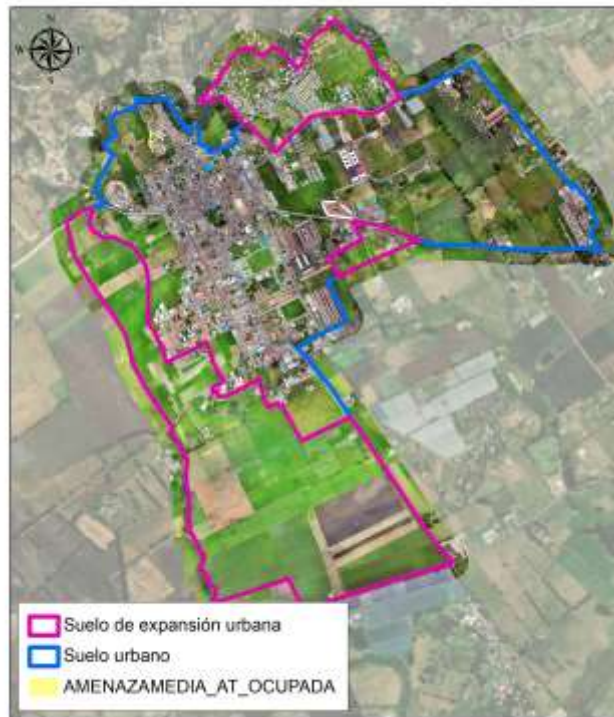 N
W
E
S
Suelo de expansión urbana
Suelo urbano
AMENAZAMEDIA_AT_OCUPADA